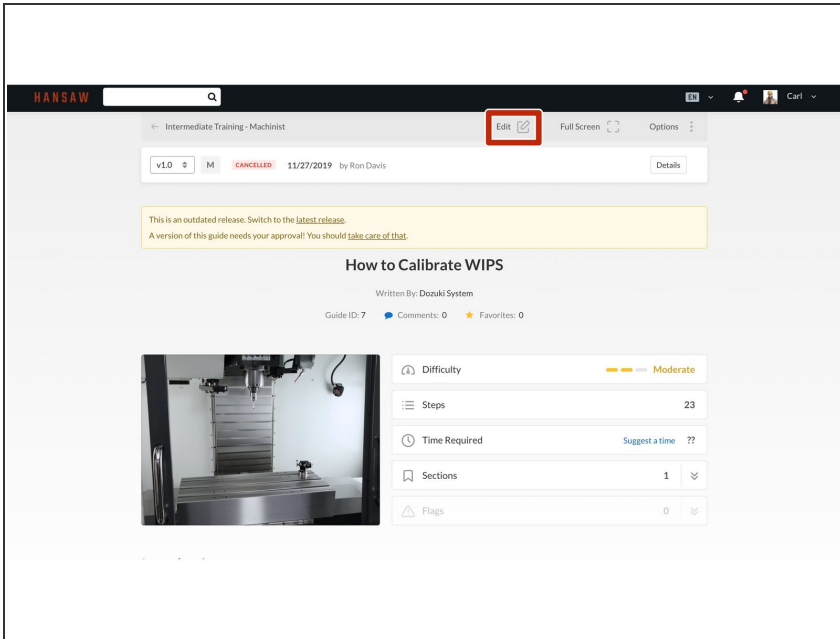 HANSAW
EN
Carl
Intermediate Training - Machinist
Edit
Full Screen
Options
v1.0
M
CANCELLED
11/27/2019 by Ron Davis
Details
This is an outdated release. Switch to the latest release.
A version of this guide needs your approval! You should take care of that.
How to Calibrate WIPS
Written By: Dozuki System
Guide ID: 7
Comments: 0
Favorites: 0
Difficulty
Moderate
Steps
23
Time Required
Suggest a time
??
Sections
1
Flags
0